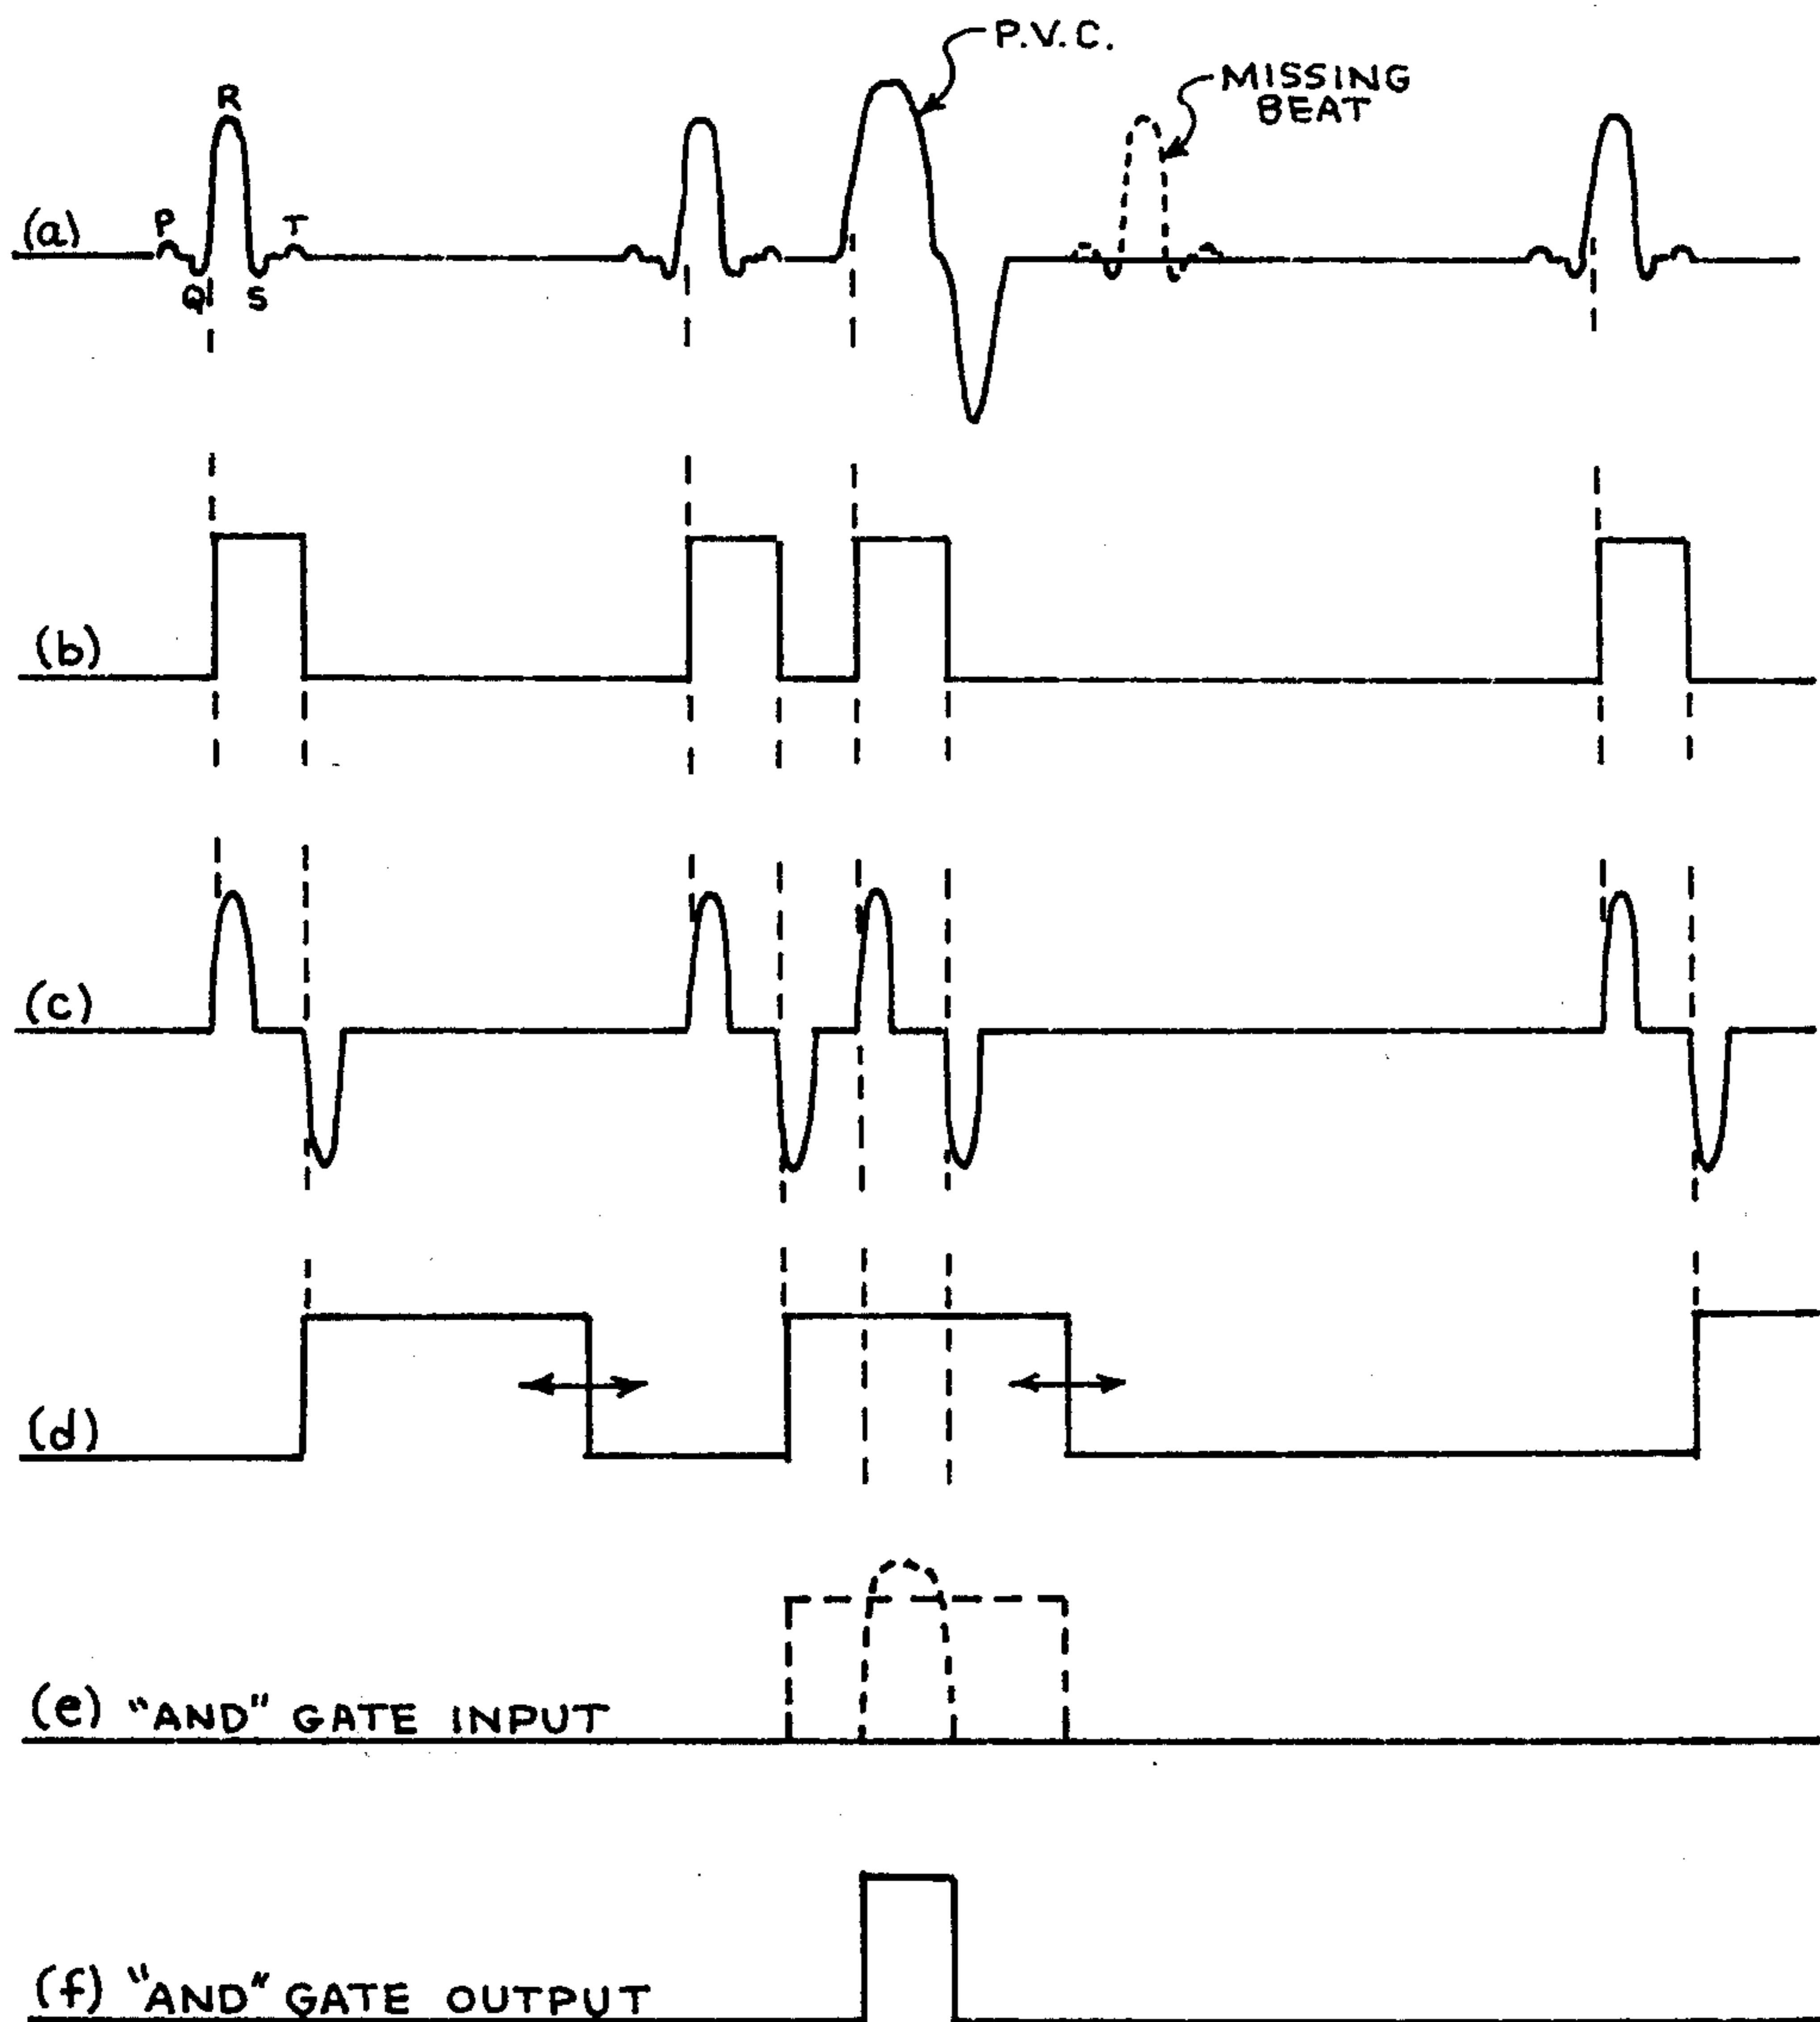 P.V.C.
MISSING
BEAT
R
(a)
P
T
Q
S
(b)
(c)
(d)
(e) "AND" GATE INPUT
(f) "AND" GATE OUTPUT